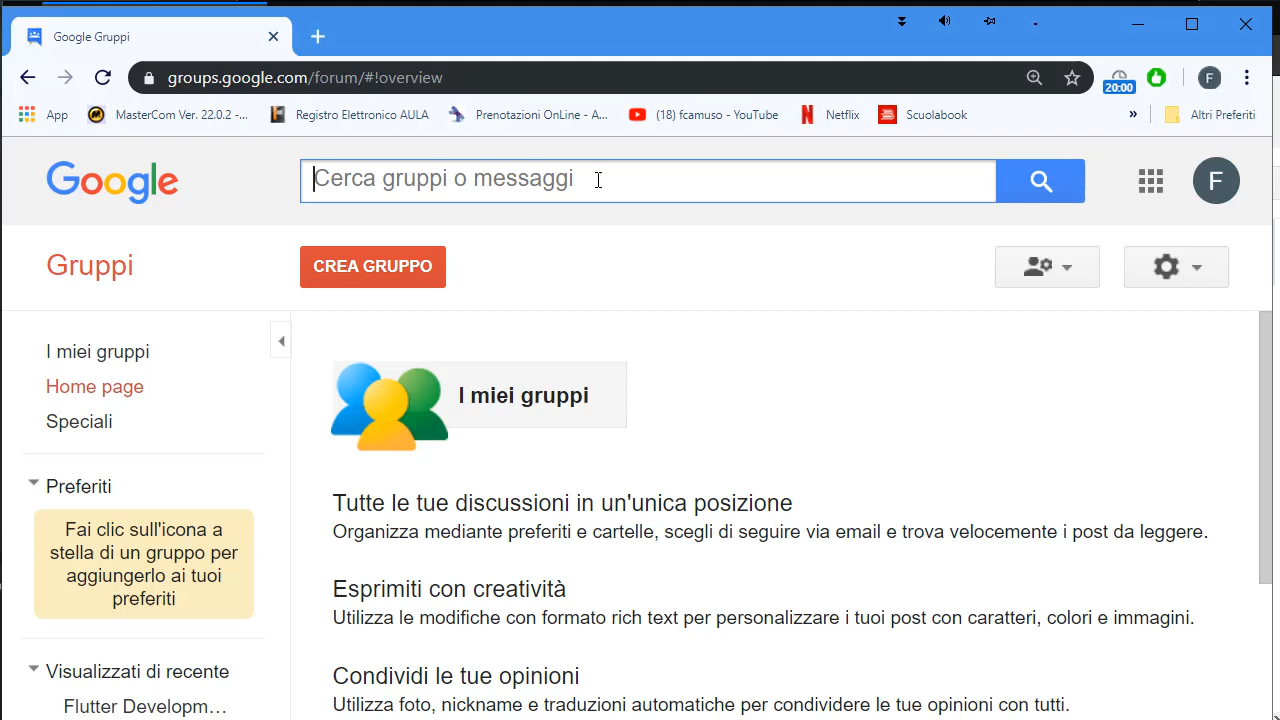 Google Gruppi
groups.google.com/forum/#!overview
20:00
F
App
MasterCom Ver. 22.0.2 -...
Registro Elettronico AULA
Prenotazioni OnLine - A...
(18) fcamuso - YouTube
Netflix
Scuolabook
»
Altri Preferiti
Google
Cerca gruppi o messaggi
F
Gruppi
CREA GRUPPO
I miei gruppi
Home page
Speciali
Preferiti
Fai clic sull'icona a
stella di un gruppo per
aggiungerlo ai tuoi
preferiti
Visualizzati di recente
Flutter Developm...
I miei gruppi
Tutte le tue discussioni in un'unica posizione
Organizza mediante preferiti e cartelle, scegli di seguire via email e trova velocemente i post da leggere.
Esprimiti con creatività
Utilizza le modifiche con formato rich text per personalizzare i tuoi post con caratteri, colori e immagini.
Condividi le tue opinioni
Utilizza foto, nickname e traduzioni automatiche per condividere le tue opinioni con tutti.